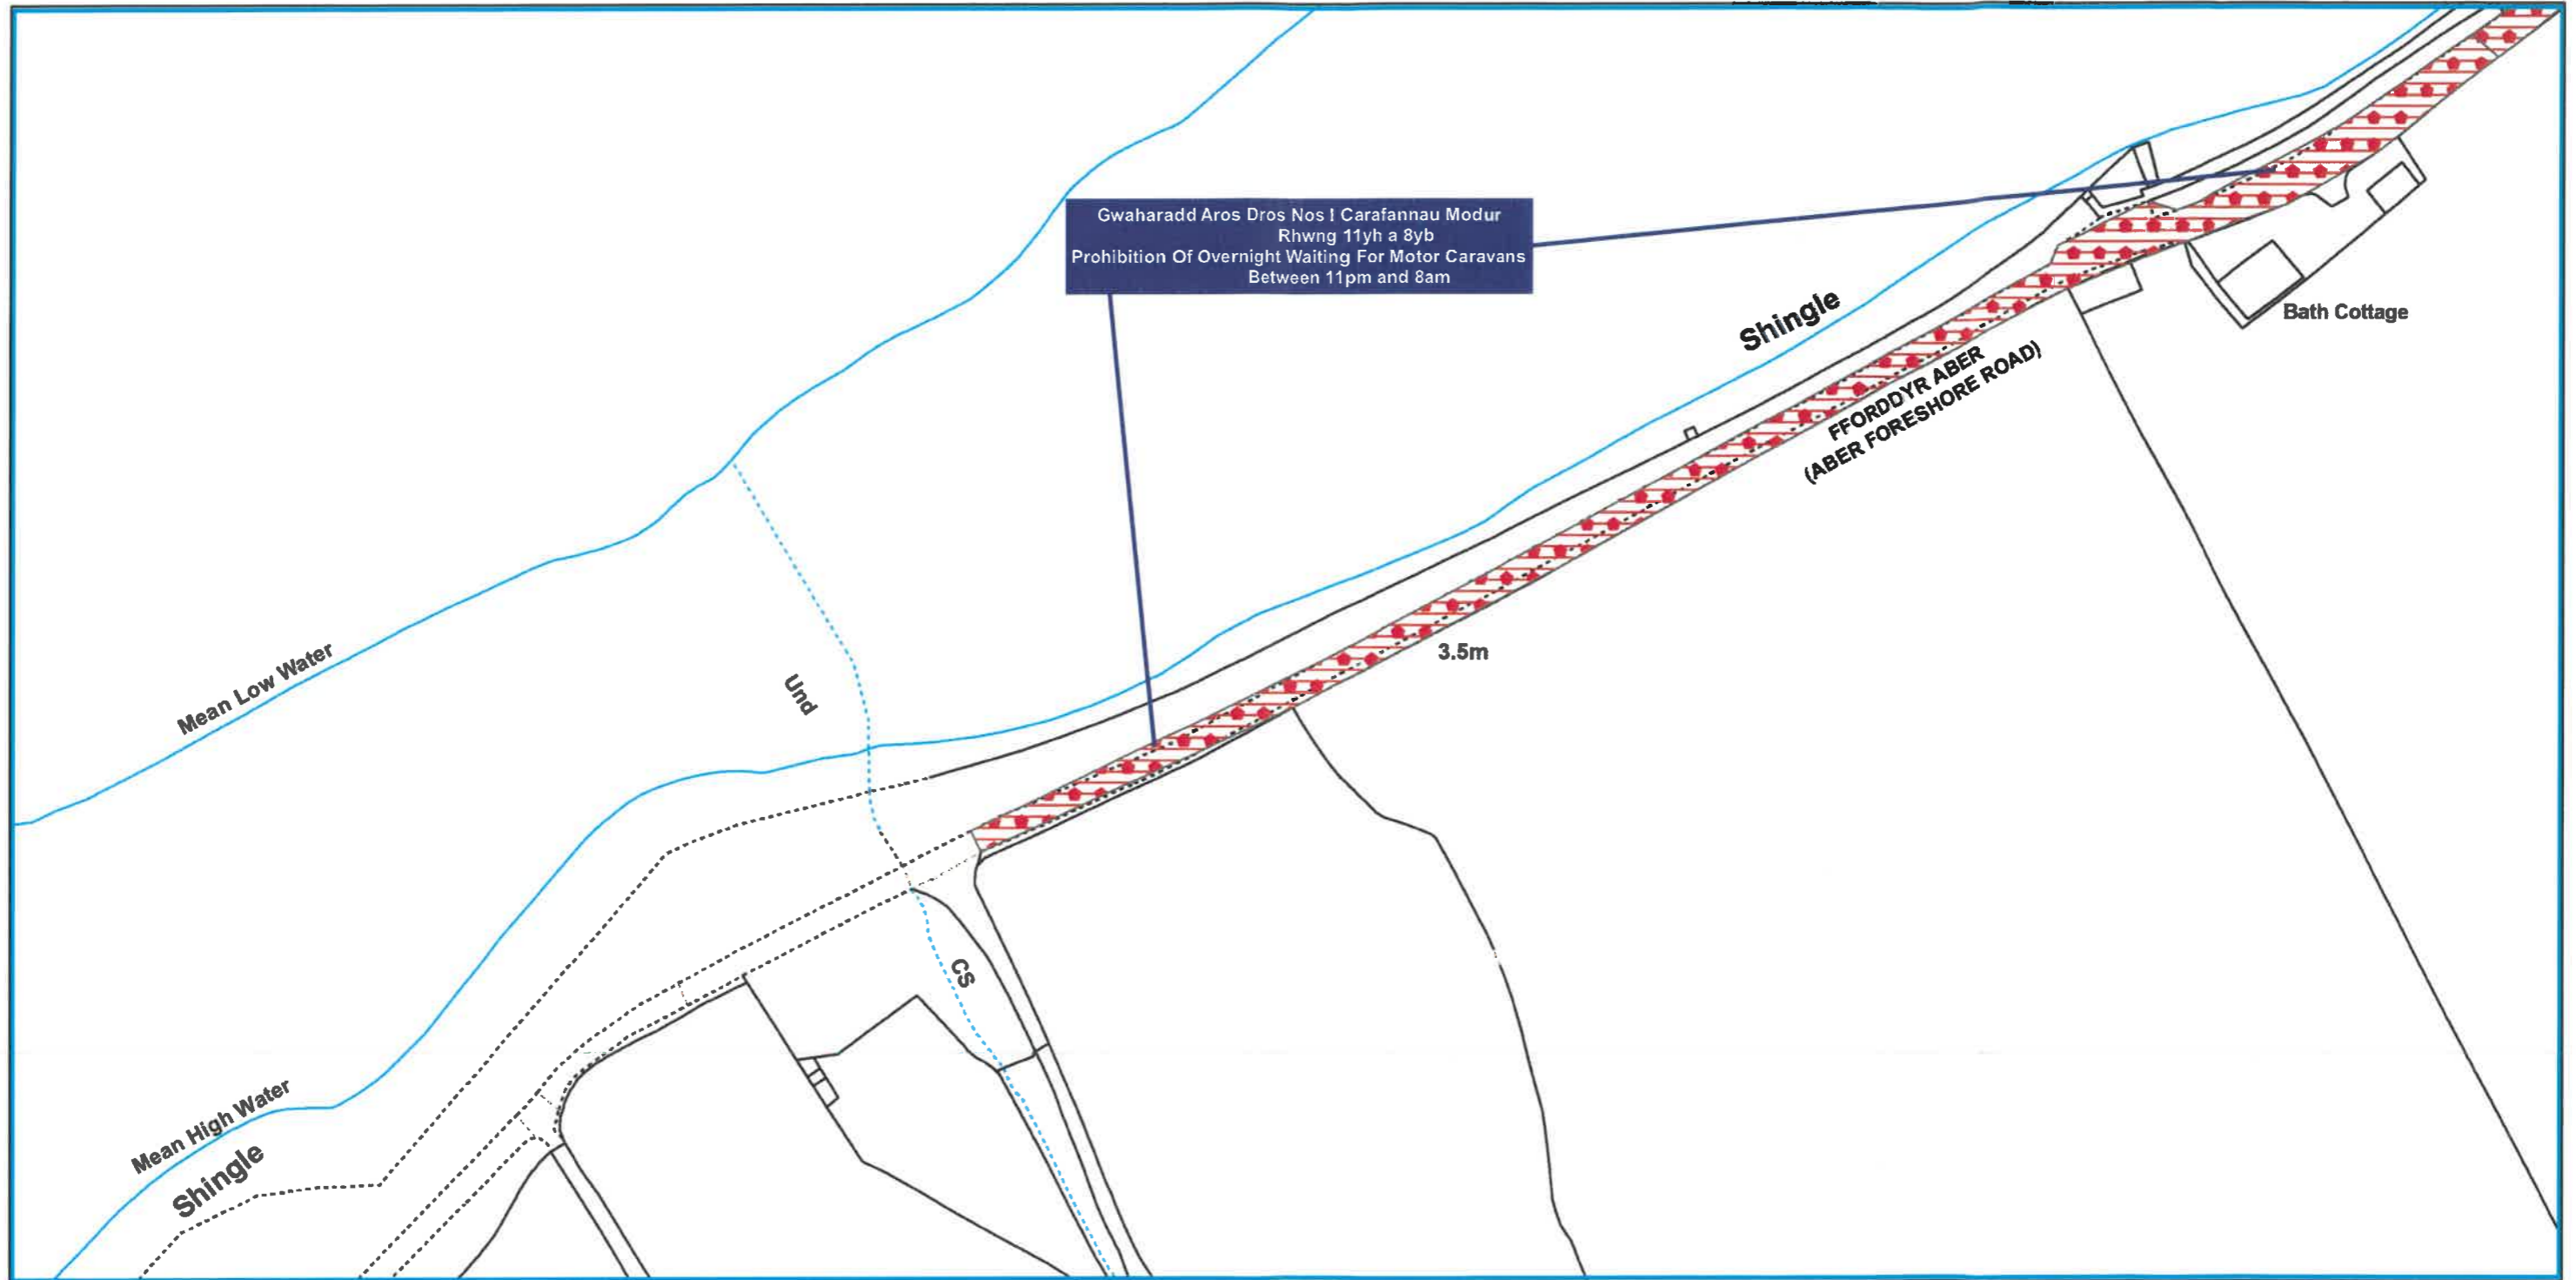 Gwaharadd Aros Dros Nos I Carafannau Modur
Rhwng 11yh a 8yb
Prohibition Of Overnight Waiting For Motor Caravans
Between 11pm and 8am
Shingle
Bath Cottage
FFORDDYR ABER
(ABER FORESHORE ROAD)
3.5m
Mean Low Water
Und
CS
Mean High Water
Shingle